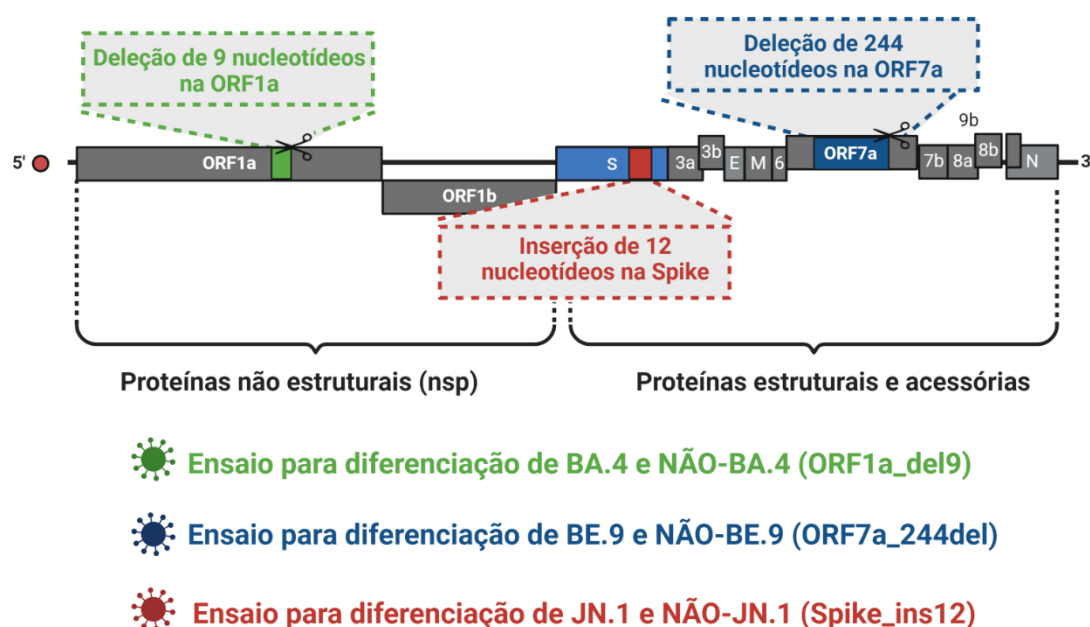 Deleção de 9 nucleotídeos
na ORF1a
Deleção de 244
nucleotídeos na ORF7a
9b
5' ORF1a S 3a 3b E M 6 ORF7a 7b 8a 8b N 3
ORF1b
Inserção de 12
nucleotídeos na Spike
Proteínas não estruturais (nsp)
Proteínas estruturais e acessórias
Ensaio para diferenciação de BA.4 e NÃO-BA.4 (ORF1a_del9)
Ensaio para diferenciação de BE.9 e NÃO-BE.9 (ORF7a_244del)
Ensaio para diferenciação de JN.1 e NÃO-JN.1 (Spike_ins12)